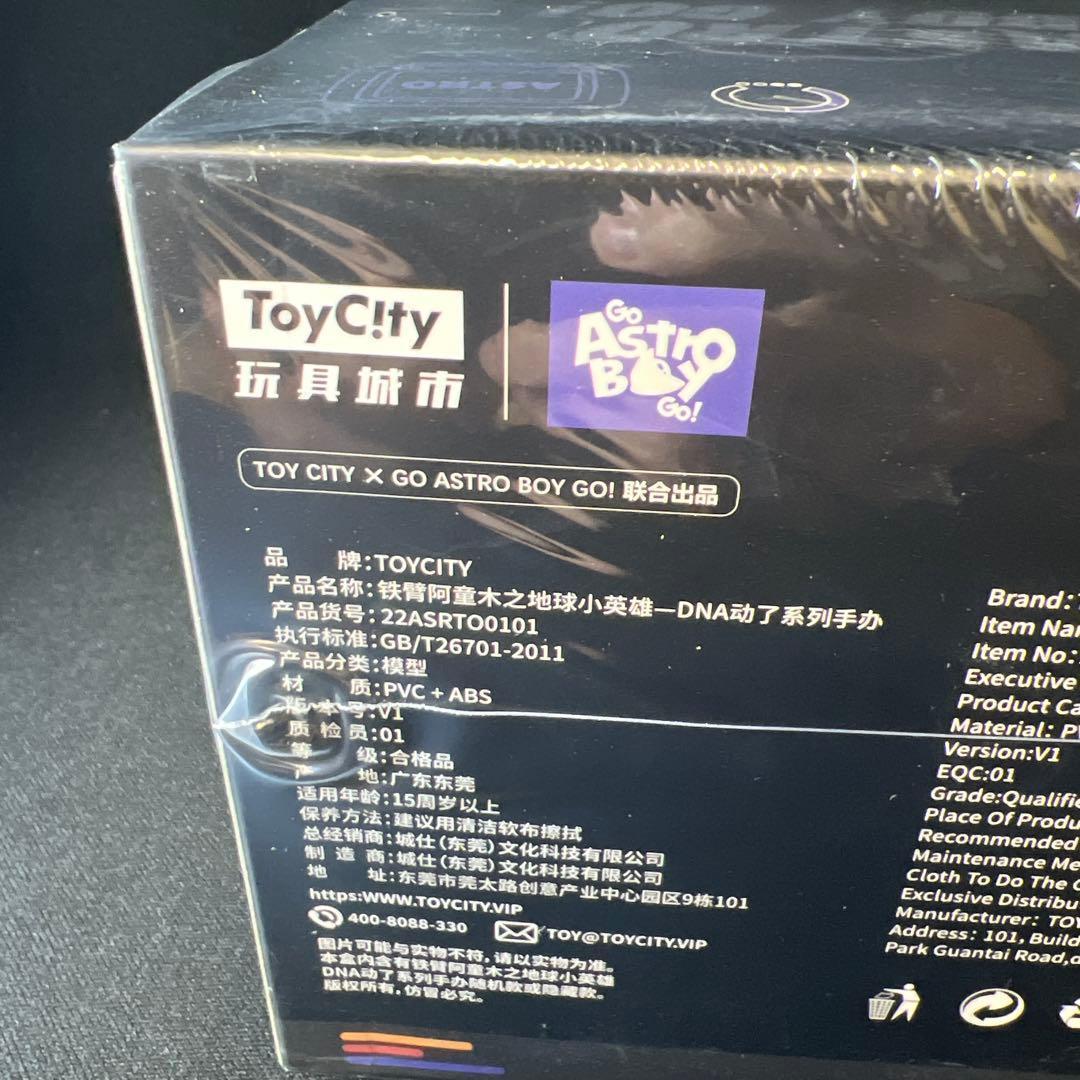 ASTRO
ToyC!ty
玩具城市
GO
ASTRO
BOY
GO!
TOY CITY × GO ASTRO BOY GO! 联合出品
品 牌:TOYCITY
产品名称:铁臂阿童木之地球小英雄—DNA动了系列手办
产品货号:22ASRTO0101
执行标准:GB/T26701-2011
产品分类:模型
材 质:PVC + ABS
版本号:V1
质检员:01
等 级:合格品
产 地:广东东莞
适用年龄:15周岁以上
保养方法:建议用清洁软布擦拭
总经销商:城仕(东莞)文化科技有限公司
制 造 商:城仕(东莞)文化科技有限公司
地 址:东莞市莞太路创意产业中心园区9栋101
https:WWW.TOYCITY.VIP
400-8088-330 TOY@TOYCITY.VIP
图片可能与实物不符,请以实物为准。
本盒内含有铁臂阿童木之地球小英雄
DNA动了系列手办随机款或隐藏款。
版权所有,仿冒必究。
Brand:
Item
Item No:
Executive
Product
Material:
Version:V1
EQC:01
Place Of
Recommended
Maintenance
Cloth To Do The
Exclusive
Manufacturer:
Address: 101,
Park Guantai Road,